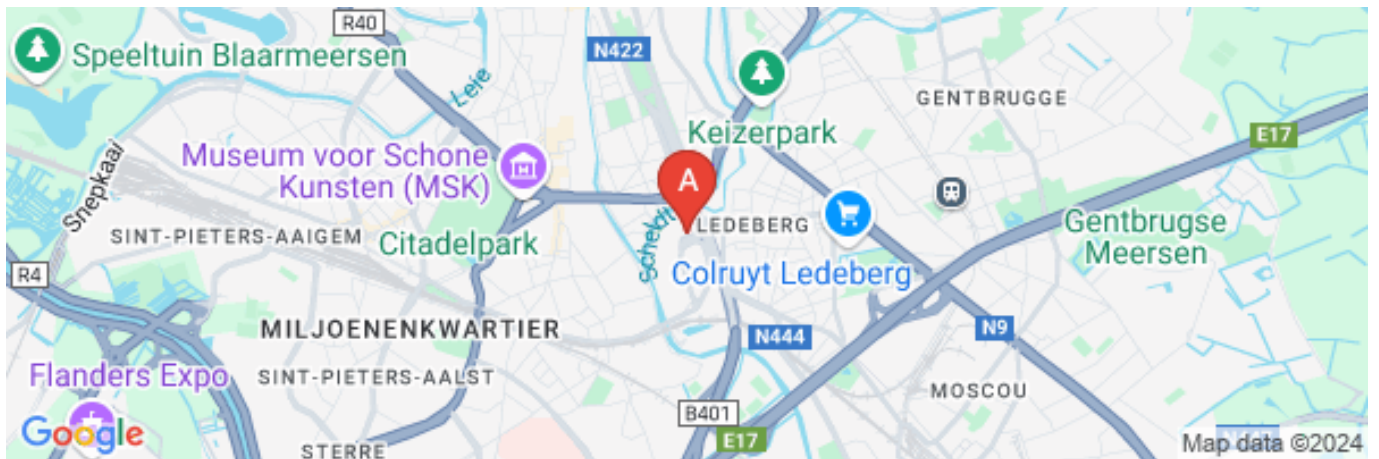 R40
Speeltuin Blaarmeersen
N422
Leie
GENTBRUGGE
E17
Keizerpark
Museum voor Schone
Kunsten (MSK)
Snepkaai
A
SINT-PIETERS-AAIGEM
Citadelpark
Scheldt
LEDEBERG
Gentbrugse
Meersen
R4
Colruyt Ledeberg
MILJOENENKWARTIER
N444
N9
Flanders Expo
SINT-PIETERS-AALST
MOSCOU
B401
Google
STERRE
E17
Map data ©2024